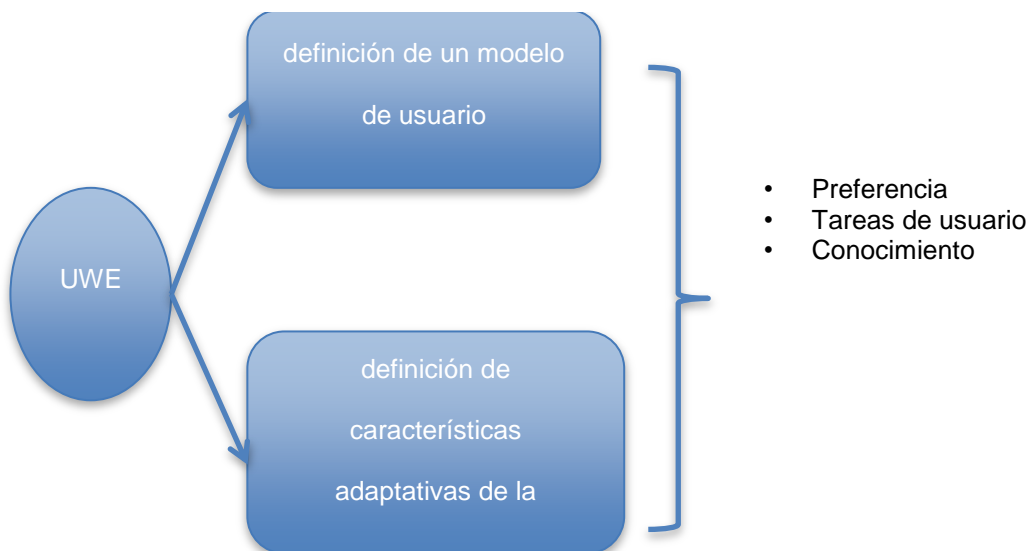 definición de un modelo
de usuario
UWE
definición de
características
adaptativas de la
• Preferencia
• Tareas de usuario
• Conocimiento